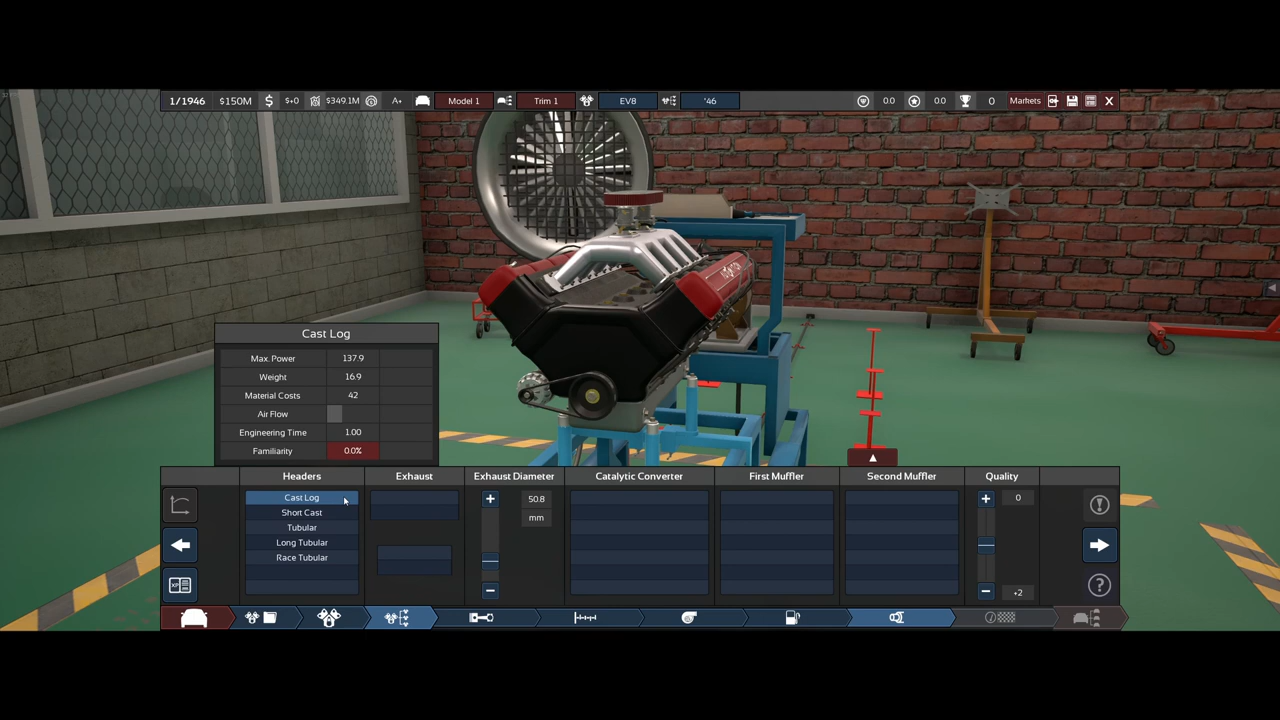 1/1946 $150M $+0 $349.1M A+ Model 1 Trim 1 EV8 '46 0.0 0.0 0 Markets X
Cast Log
Max. Power 137.9
Weight 16.9
Material Costs 42
Air Flow
Engineering Time 1.00
Familiarity 0.0%
Headers Exhaust Exhaust Diameter Catalytic Converter First Muffler Second Muffler Quality
Cast Log
Short Cast
Tubular
Long Tubular
Race Tubular
+ 50.8
mm
-
+ 0
- +2
XP
?